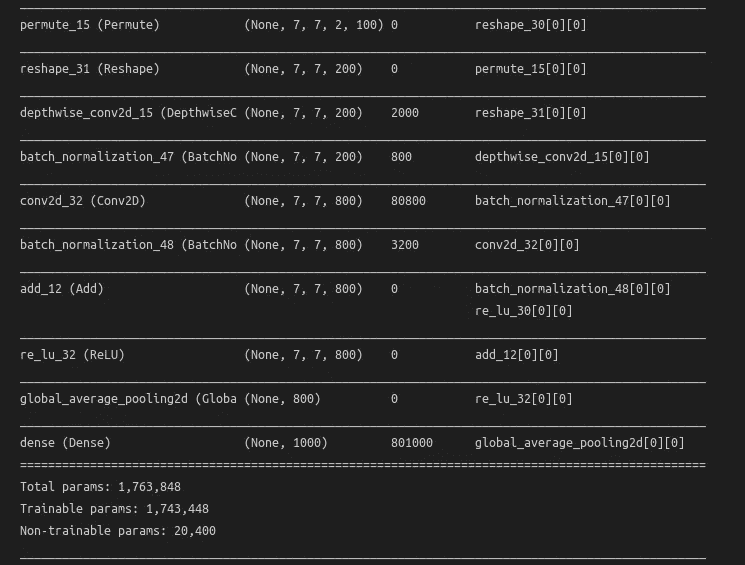 permute_15 (Permute) (None, 7, 7, 2, 100) 0 reshape_30[0][0]
reshape_31 (Reshape) (None, 7, 7, 200) 0 permute_15[0][0]
depthwise_conv2d_15 (DepthwiseC (None, 7, 7, 200) 2000 reshape_31[0][0]
batch_normalization_47 (BatchNo (None, 7, 7, 200) 800 depthwise_conv2d_15[0][0]
conv2d_32 (Conv2D) (None, 7, 7, 800) 80800 batch_normalization_47[0][0]
batch_normalization_48 (BatchNo (None, 7, 7, 800) 3200 conv2d_32[0][0]
add_12 (Add) (None, 7, 7, 800) 0 batch_normalization_48[0][0]
re_lu_30[0][0]
re_lu_32 (ReLU) (None, 7, 7, 800) 0 add_12[0][0]
global_average_pooling2d (Globa (None, 800) 0 re_lu_32[0][0]
dense (Dense) (None, 1000) 801000 global_average_pooling2d[0][0]
Total params: 1,763,848
Trainable params: 1,743,448
Non-trainable params: 20,400